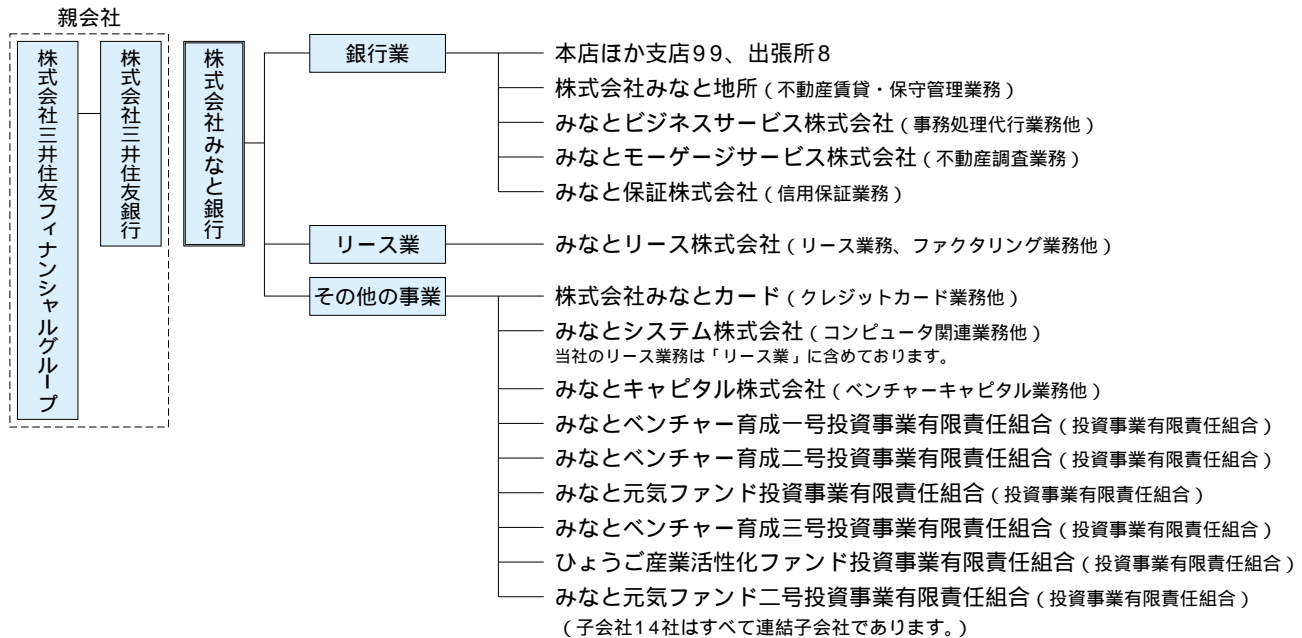 親会社
株式会社三井住友フィナンシャルグループ
株式会社三井住友銀行
株式会社みなと銀行
銀行業
本店ほか支店99、出張所8
株式会社みなと地所(不動産賃貸・保守管理業務)
みなとビジネスサービス株式会社(事務処理代行業務他)
みなとモーゲージサービス株式会社(不動産調査業務)
みなと保証株式会社(信用保証業務)
リース業
みなとリース株式会社(リース業務、ファクタリング業務他)
その他の事業
株式会社みなとカード(クレジットカード業務他)
みなとシステム株式会社(コンピュータ関連業務他)
当社のリース業務は「リース業」に含めております。
みなとキャピタル株式会社(ベンチャーキャピタル業務他)
みなとベンチャー育成一号投資事業有限責任組合(投資事業有限責任組合)
みなとベンチャー育成二号投資事業有限責任組合(投資事業有限責任組合)
みなと元気ファンド投資事業有限責任組合(投資事業有限責任組合)
みなとベンチャー育成三号投資事業有限責任組合(投資事業有限責任組合)
ひょうご産業活性化ファンド投資事業有限責任組合(投資事業有限責任組合)
みなと元気ファンド二号投資事業有限責任組合(投資事業有限責任組合)
(子会社14社はすべて連結子会社であります。)